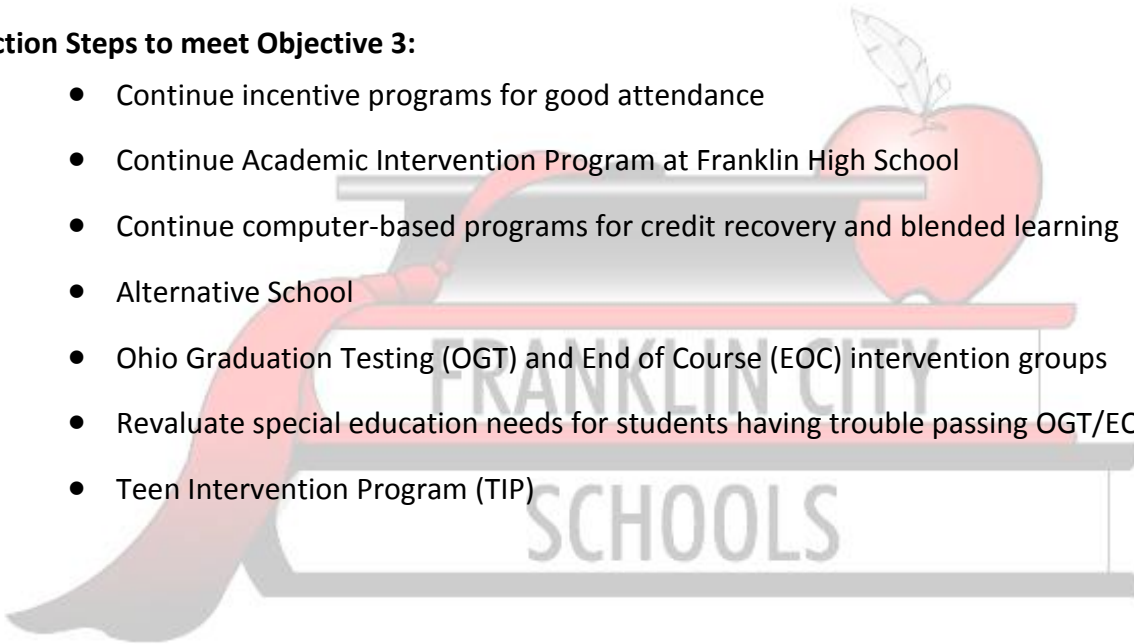 ction Steps to meet Objective 3:
• Continue incentive programs for good attendance
• Continue Academic Intervention Program at Franklin High School
• Continue computer-based programs for credit recovery and blended learning
• Alternative School
• Ohio Graduation Testing (OGT) and End of Course (EOC) intervention groups
• Revaluate special education needs for students having trouble passing OGT/EO
• Teen Intervention Program (TIP)
FRANKLIN CITY
SCHOOLS